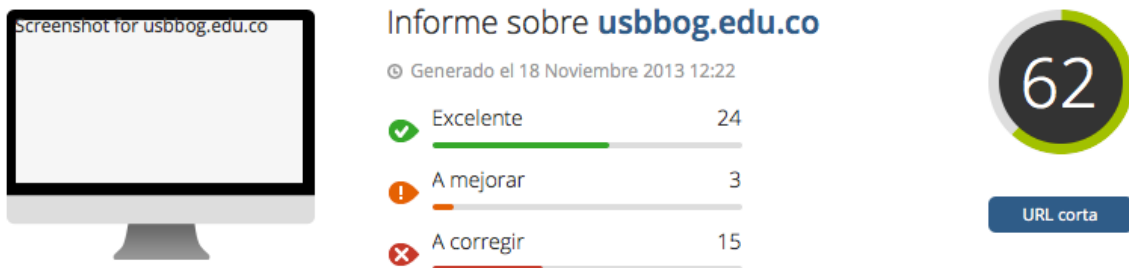 Screenshot for usbbog.edu.co
Informe sobre usbbog.edu.co
Generado el 18 Noviembre 2013 12:22
Excelente 24
A mejorar 3
A corregir 15
62
URL corta